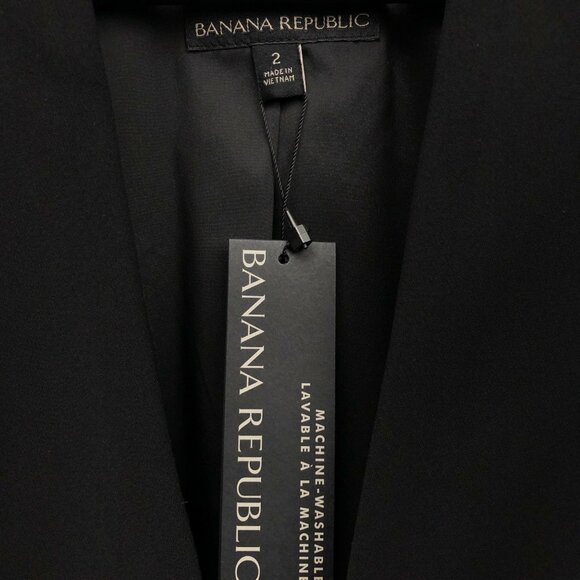 BANANA REPUBLIC
2
MADE IN
VIETNAM
BANANA REPUBLIC
MACHINE-WASHABLE
LAVABLE À LA MACHINE